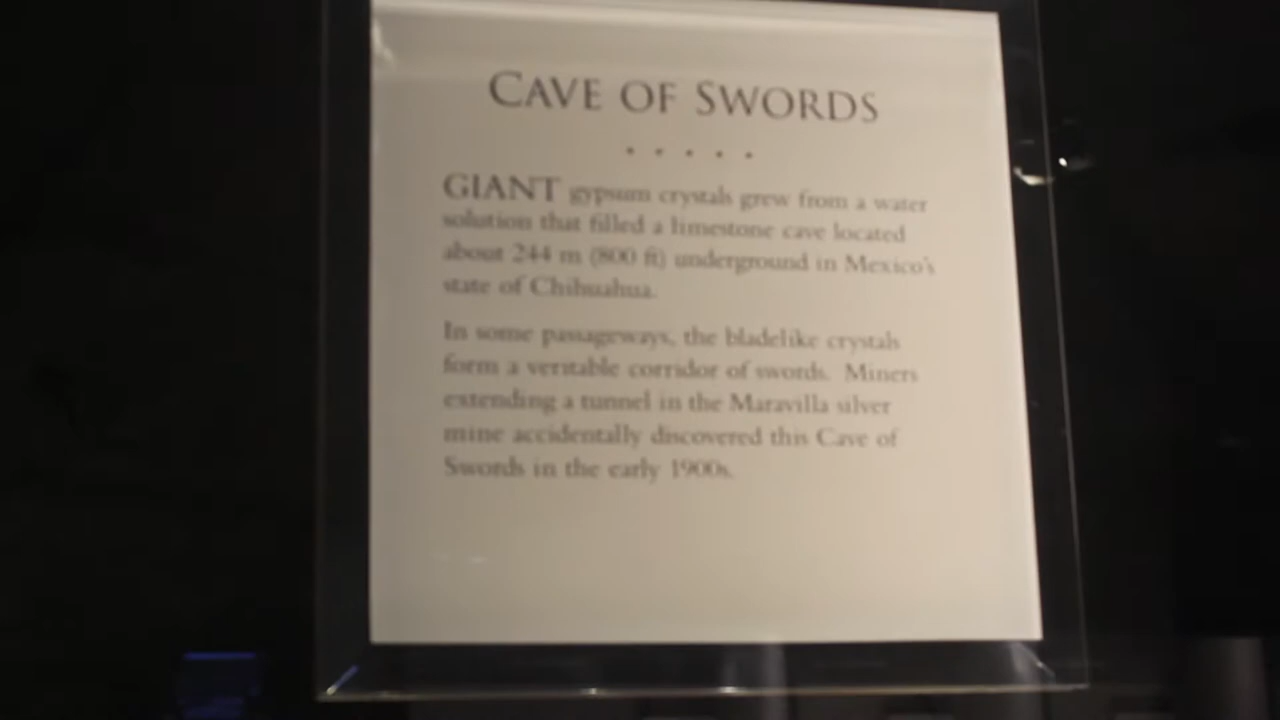 CAVE OF SWORDS
• • • • •
GIANT gypsum crystals grew from a water
solution that filled a limestone cave located
about 244 m (800 ft) underground in Mexico's
state of Chihuahua.
In some passageways, the bladelike crystals
form a veritable corridor of swords. Miners
extending a tunnel in the Maravilla silver
mine accidentally discovered this Cave of
Swords in the early 1900s.